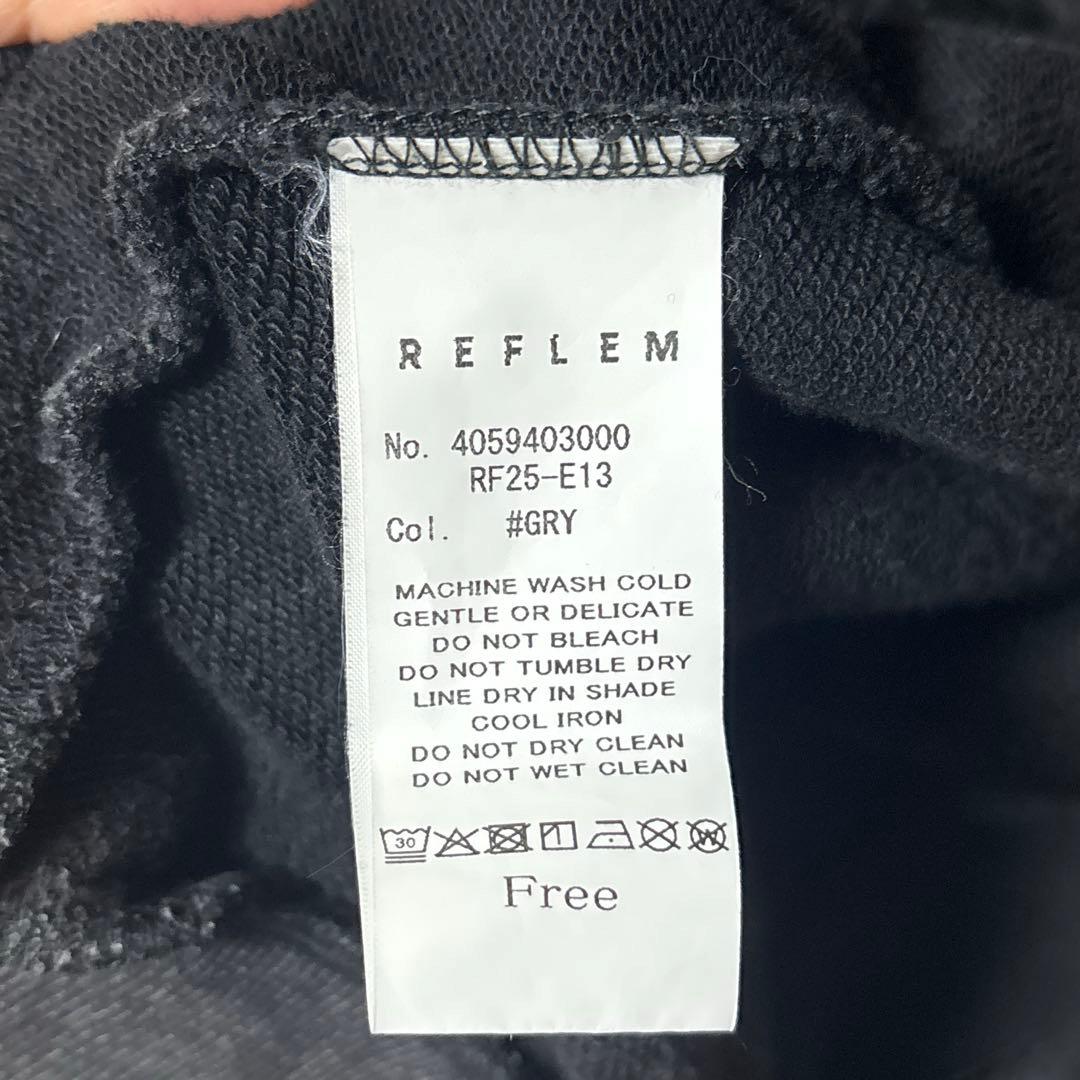 REFLEM
No. 4059403000
RF25-E13
Col. #GRY
MACHINE WASH COLD
GENTLE OR DELICATE
DO NOT BLEACH
DO NOT TUMBLE DRY
LINE DRY IN SHADE
COOL IRON
DO NOT DRY CLEAN
DO NOT WET CLEAN
30 W
Free